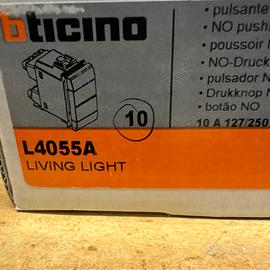 bticino
10
L4055A
LIVING LIGHT
• pulsante
• NO push
• poussoir
• NO-Druck
• pulsador N
• Drukknop N
• botão NO
10 A 127/250